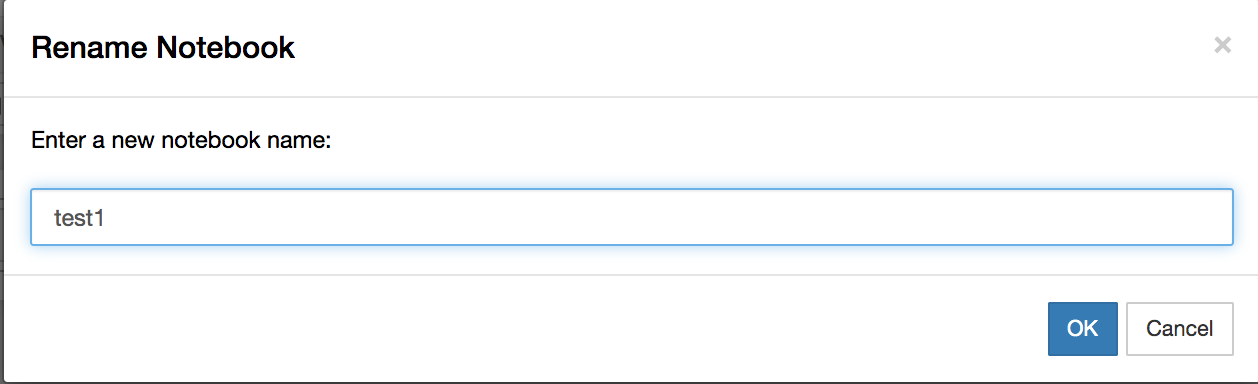 Rename Notebook
×
Enter a new notebook name:
test1
OK
Cancel